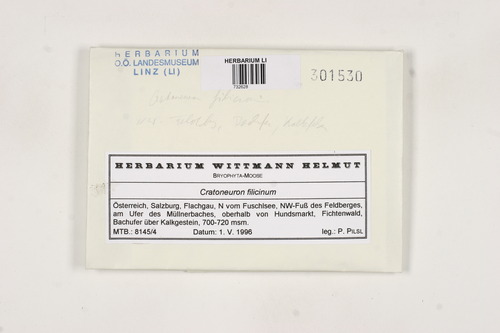 HERBARIUM
O.Ö. LANDESMUSEUM
LINZ (LI)
HERBARIUM LI
732628
301530
HERBARIUM WITTMANN HELMUT
BRYOPHYTA-MOOSE
Cratoneuron filicinum
Österreich, Salzburg, Flachgau, N vom Fuschlsee, NW-Fuß des Feldberges,
am Ufer des Müllnerbaches, oberhalb von Hundsmarkt, Fichtenwald,
Bachufer über Kalkgestein, 700-720 msm.
MTB.: 8145/4 Datum: 1. V. 1996 leg.: P. PILSL